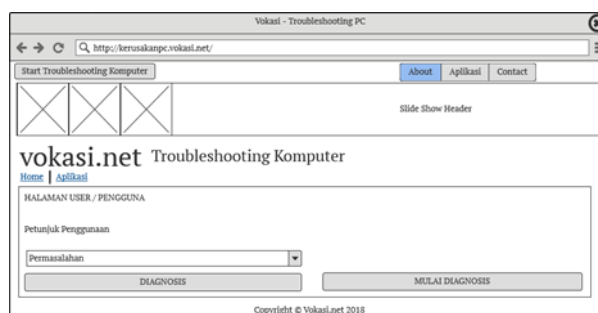 Vokasi - Troubleshooting PC
http://kerusakanpc.vokasi.net/
Start Troubleshooting Komputer About Aplikasi Contact
Slide Show Header
vokasi.net Troubleshooting Komputer
Home | Aplikasi
HALAMAN USER / PENGGUNA
Petunjuk Penggunaan
Permasalahan
DIAGNOSIS MULAI DIAGNOSIS
Copyright © Vokasi.net 2018